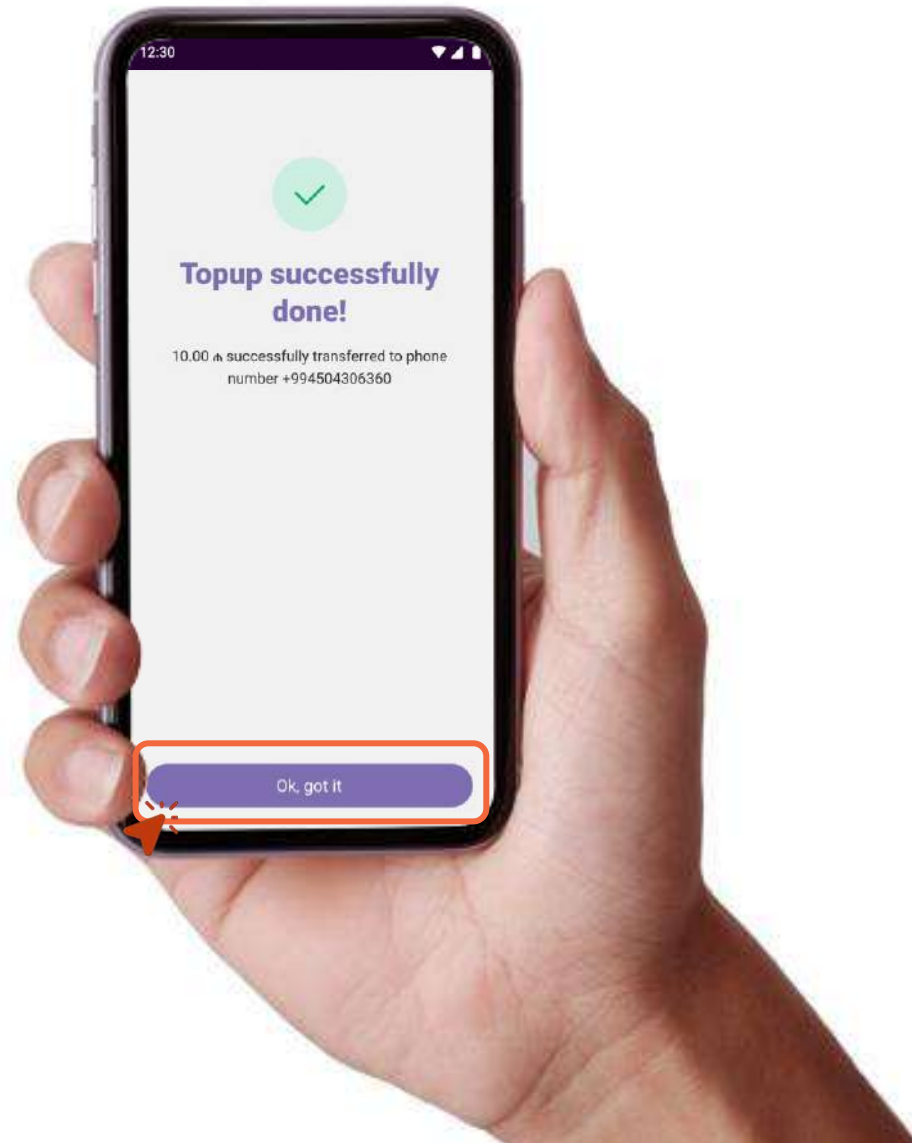 12:30
Topup successfully
done!
10.00 ₼ successfully transferred to phone
number +994504306360
Ok, got it